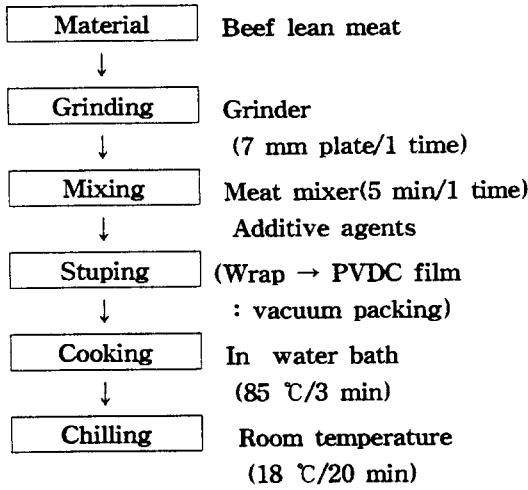 Material Beef lean meat
↓
Grinding Grinder
↓ (7 mm plate/1 time)
Mixing Meat mixer(5 min/1 time)
↓ Additive agents
Stuping (Wrap → PVDC film
↓ : vacuum packing)
Cooking In water bath
↓ (85 ℃/3 min)
Chilling Room temperature
(18 ℃/20 min)